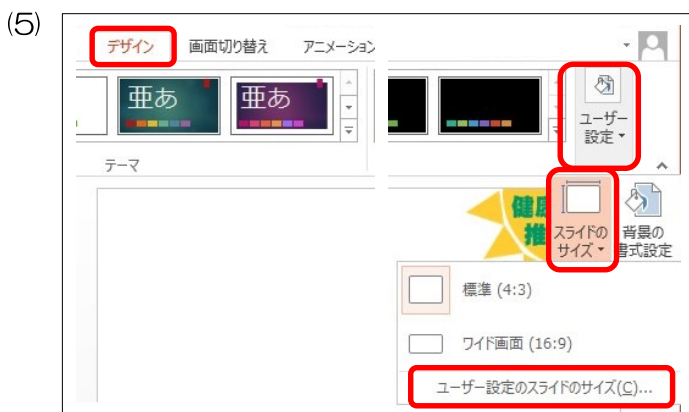 (5)
デザイン 画面切り替え アニメーション
亜あ 亜あ
ユーザー
設定
テーマ
健康
推
スライドの
サイズ
背景の
書式設定
標準 (4:3)
ワイド画面 (16:9)
ユーザー設定のスライドのサイズ(C)...